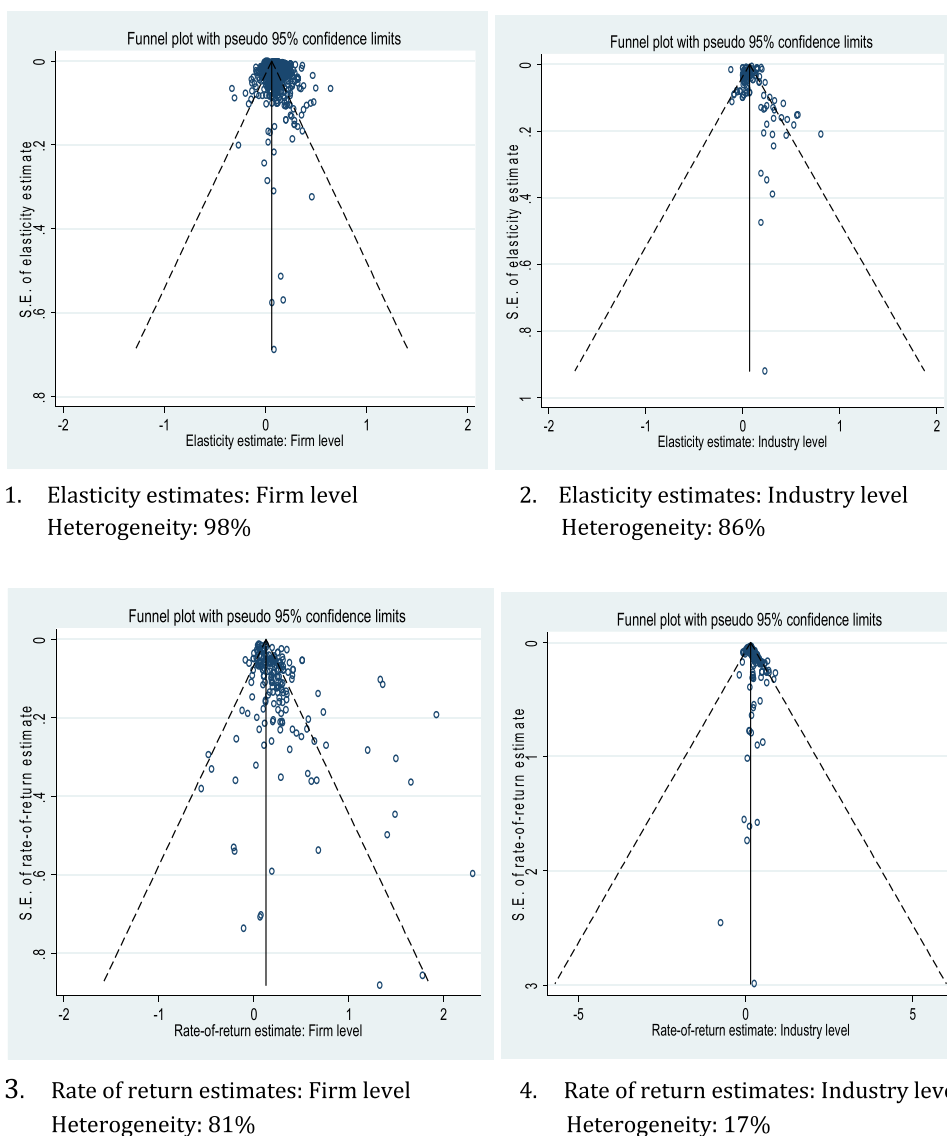 Funnel plot with pseudo 95% confidence limits
S.E. of elasticity estimate
0
.2
.4
.6
.8
-2 -1 0 1 2
Elasticity estimate: Firm level
Funnel plot with pseudo 95% confidence limits
S.E. of elasticity estimate
0
.2
.4
.6
.8
1
-2 -1 0 1 2
Elasticity estimate: Industry level
1. Elasticity estimates: Firm level
Heterogeneity: 98%
2. Elasticity estimates: Industry level
Heterogeneity: 86%
Funnel plot with pseudo 95% confidence limits
S.E. of rate-of-return estimate
0
.2
.4
.6
.8
-2 -1 0 1 2
Rate-of-return estimate: Firm level
Funnel plot with pseudo 95% confidence limits
S.E. of rate-of-return estimate
0
1
2
3
-5 0 5
Rate-of-return estimate: Industry level
3. Rate of return estimates: Firm level
Heterogeneity: 81%
4. Rate of return estimates: Industry
Heterogeneity: 17%